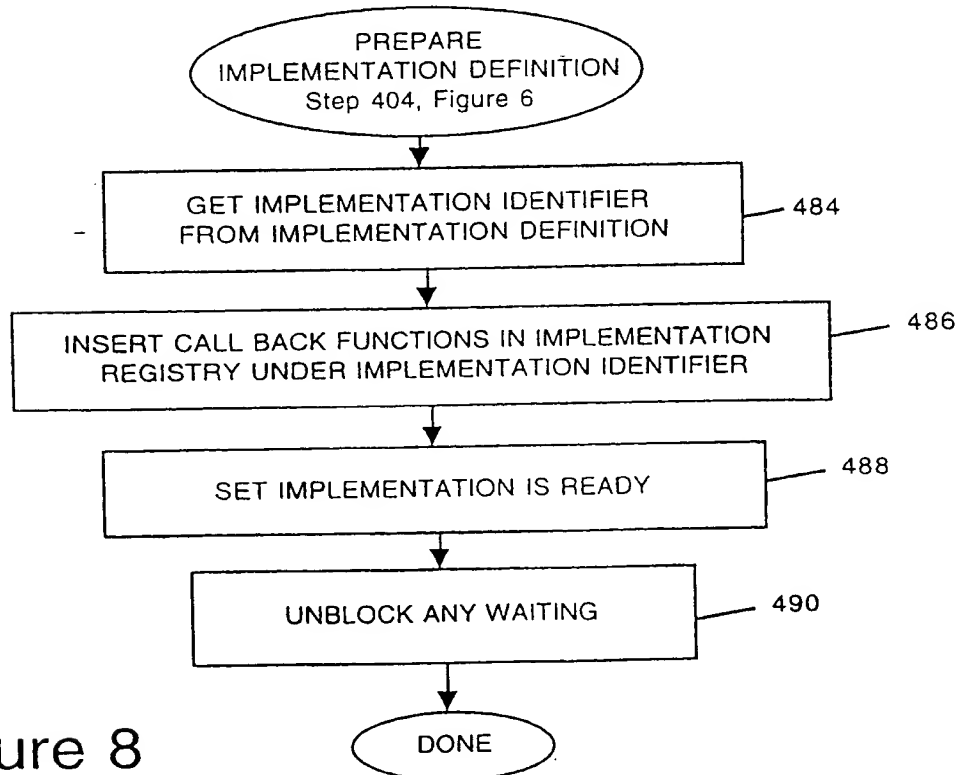 PREPARE
IMPLEMENTATION DEFINITION
Step 404, Figure 6
GET IMPLEMENTATION IDENTIFIER
FROM IMPLEMENTATION DEFINITION
484
INSERT CALL BACK FUNCTIONS IN IMPLEMENTATION
REGISTRY UNDER IMPLEMENTATION IDENTIFIER
486
SET IMPLEMENTATION IS READY
488
UNBLOCK ANY WAITING
490
DONE
ure 8